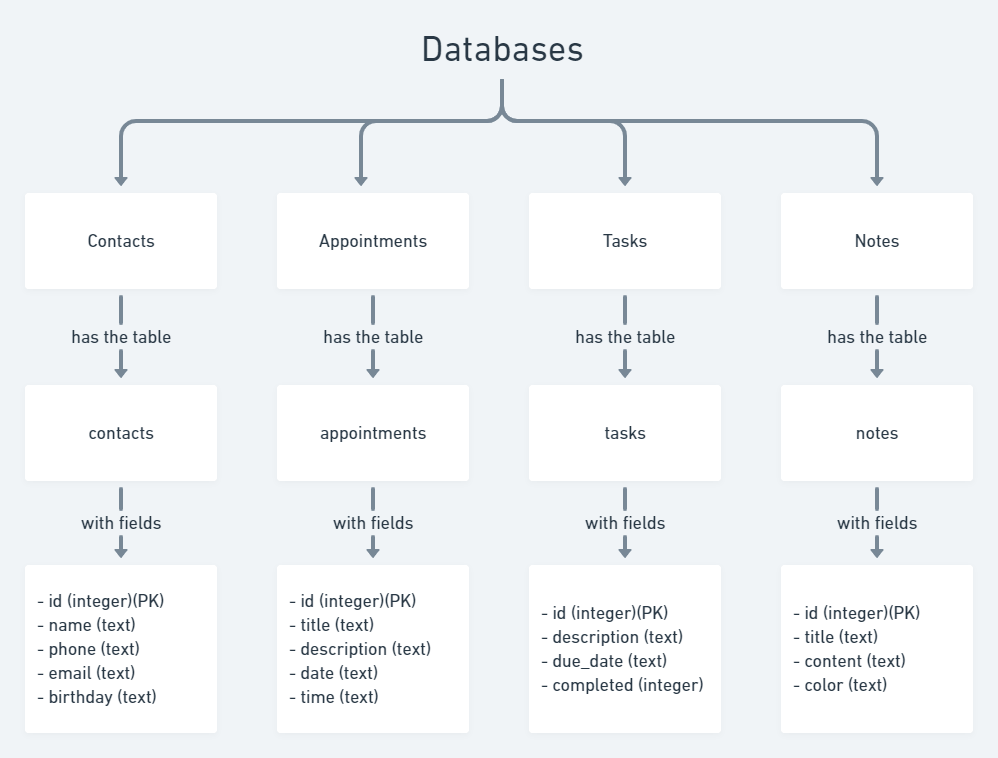 Databases
Contacts
Appointments
Tasks
Notes
has the table
has the table
has the table
has the table
contacts
appointments
tasks
notes
with fields
with fields
with fields
with fields
- id (integer)(PK)
- name (text)
- phone (text)
- email (text)
- birthday (text)
- id (integer)(PK)
- title (text)
- description (text)
- date (text)
- time (text)
- id (integer)(PK)
- description (text)
- due_date (text)
- completed (integer)
- id (integer)(PK)
- title (text)
- content (text)
- color (text)